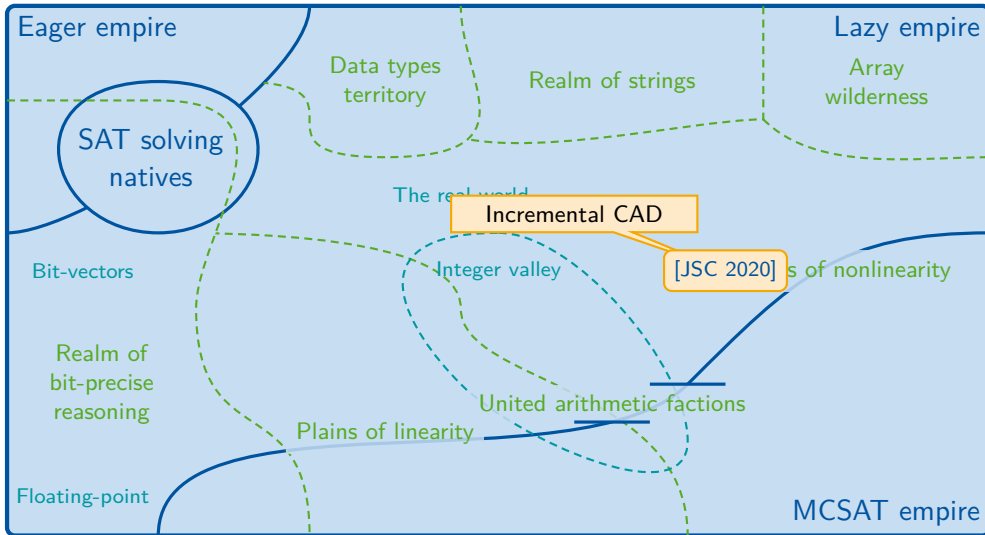 Eager empire
Lazy empire
Data types
territory
Realm of strings
Array
wilderness
SAT solving
natives
The real world
Incremental CAD
Bit-vectors
Integer valley
[JSC 2020]
of nonlinearity
Realm of
bit-precise
reasoning
United arithmetic factions
Plains of linearity
Floating-point
MCSAT empire